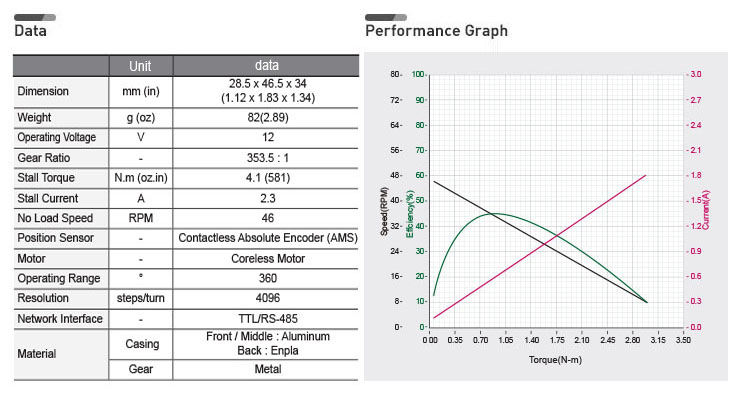 Data
Unit data
Dimension mm (in) 28.5 x 46.5 x 34
(1.12 x 1.83 x 1.34)
Weight g (oz) 82(2.89)
Operating Voltage V 12
Gear Ratio - 353.5 : 1
Stall Torque N.m (oz.in) 4.1 (581)
Stall Current A 2.3
No Load Speed RPM 46
Position Sensor - Contactless Absolute Encoder (AMS)
Motor - Coreless Motor
Operating Range ° 360
Resolution steps/turn 4096
Network Interface - TTL/RS-485
Material Casing Front / Middle : Aluminum
Back : Enpla
Gear Metal
Performance Graph
80- 100- - 3.0
72- 90- - 2.7
64- 80- - 2.4
56- 70- - 2.1
48- 60- - 1.8
40- 50- - 1.5
32- 40- - 1.2
24- 30- - 0.9
16- 20- - 0.6
8- 10- - 0.3
0- 0- - 0.0
Speed(RPM)
Efficiency(%)
Current(A)
0.00 0.35 0.70 1.05 1.40 1.75 2.10 2.45 2.80 3.15 3.50
Torque(N-m)